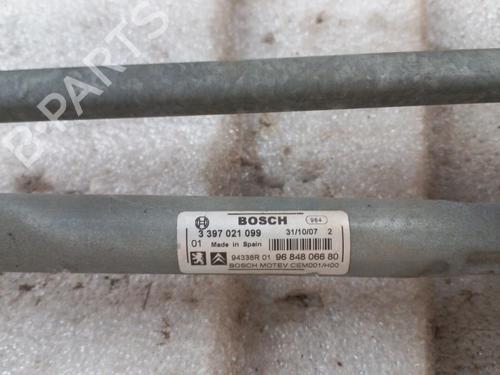 B-PARTS
BOSCH 964
3 397 021 099 31/10/07 2
01 Made in Spain
94338R 01 96 848 066 80
BOSCH MOTEV CEM001/H00